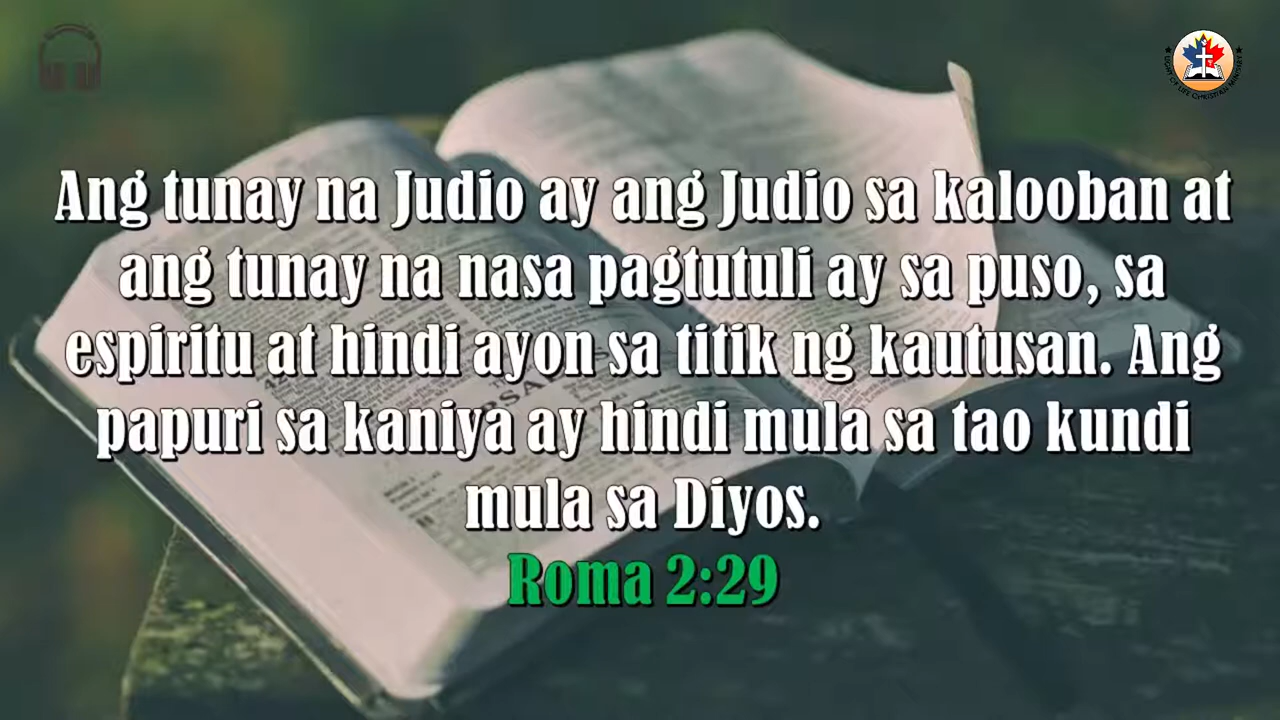 Ang tunay na Judio ay ang Judio sa kalooban at
ang tunay na nasa pagtutuli ay sa puso, sa
espiritu at hindi ayon sa titik ng kautusan. Ang
papuri sa kaniya ay hindi mula sa tao kundi
mula sa Diyos.
Roma 2:29